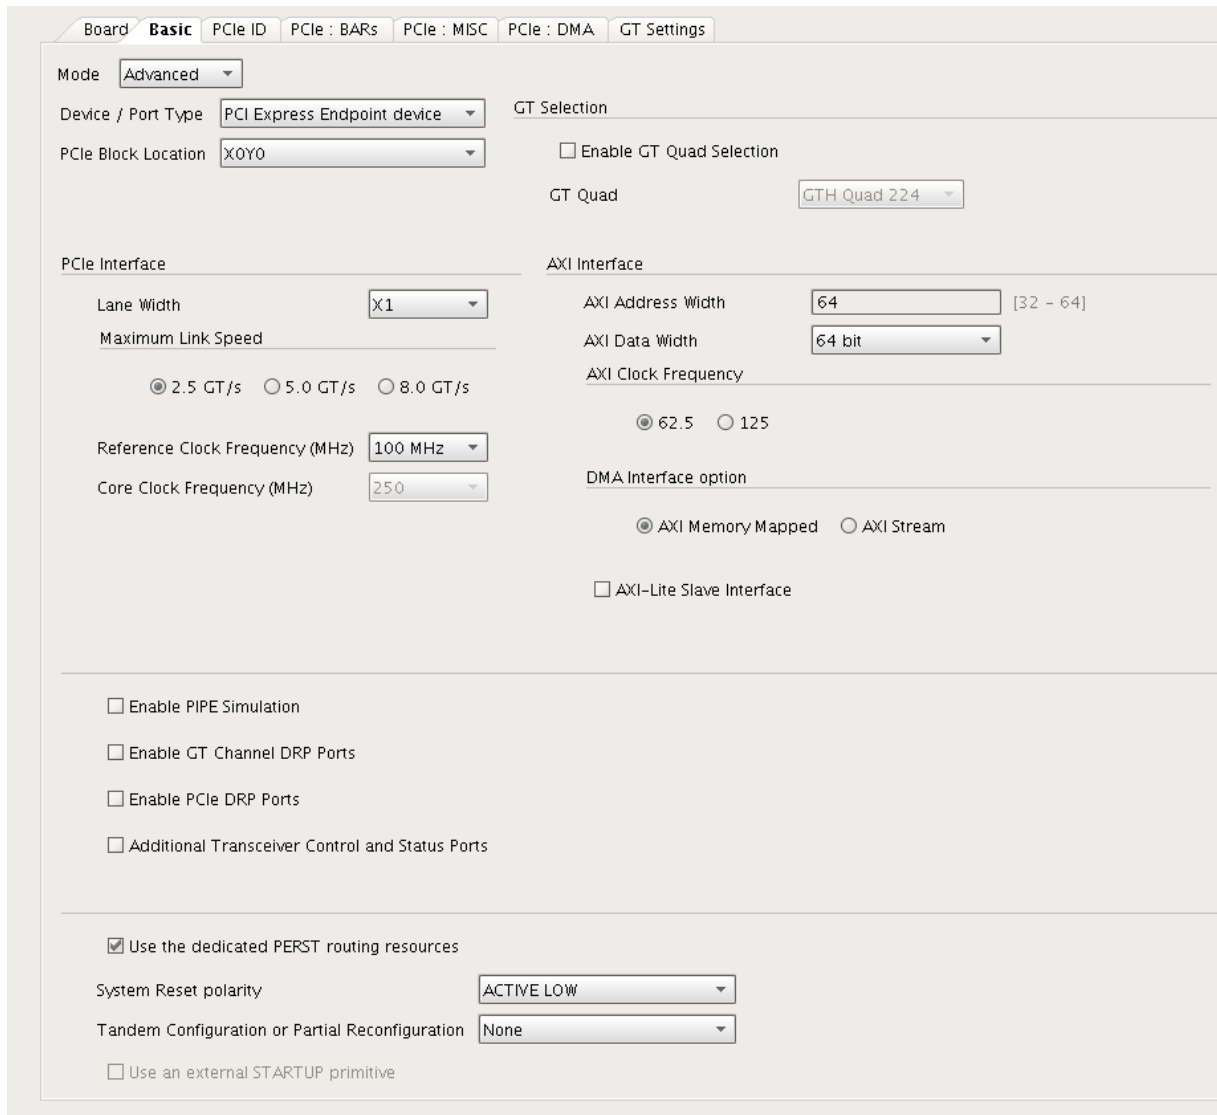 Board Basic PCIe ID PCIe : BARs PCIe : MISC PCIe : DMA GT Settings
Mode Advanced
Device / Port Type PCI Express Endpoint device
PCIe Block Location X0Y0
GT Selection
Enable GT Quad Selection
GT Quad GTH Quad 224
PCIe Interface
Lane Width X1
Maximum Link Speed
2.5 GT/s 5.0 GT/s 8.0 GT/s
Reference Clock Frequency (MHz) 100 MHz
Core Clock Frequency (MHz) 250
AXI Interface
AXI Address Width 64 [32 - 64]
AXI Data Width 64 bit
AXI Clock Frequency
62.5 125
DMA Interface option
AXI Memory Mapped AXI Stream
AXI-Lite Slave Interface
Enable PIPE Simulation
Enable GT Channel DRP Ports
Enable PCIe DRP Ports
Additional Transceiver Control and Status Ports
Use the dedicated PERST routing resources
System Reset polarity ACTIVE LOW
Tandem Configuration or Partial Reconfiguration None
Use an external STARTUP primitive